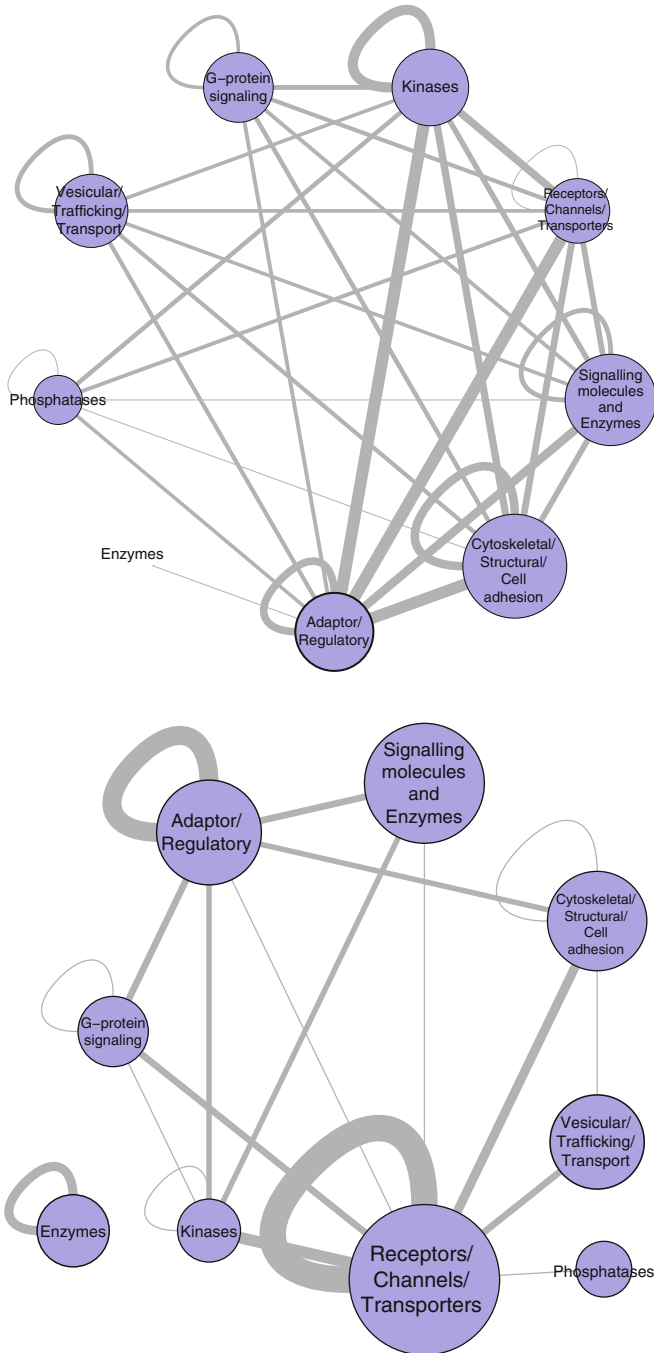 G−protein
signaling
Kinases
Vesicular/
Trafficking/
Transport
Receptors/
Channels/
Transporters
Phosphatases
Signalling
molecules
and
Enzymes
Enzymes
Cytoskeletal/
Structural/
Cell
adhesion
Adaptor/
Regulatory
Signalling
molecules
and
Enzymes
Adaptor/
Regulatory
Cytoskeletal/
Structural/
Cell
adhesion
G−protein
signaling
Vesicular/
Trafficking/
Transport
Enzymes
Kinases
Receptors/
Channels/
Transporters
Phosphatases